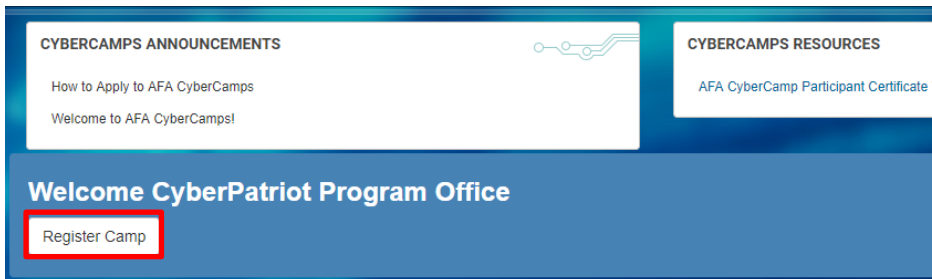 CYBERCAMPS ANNOUNCEMENTS
How to Apply to AFA CyberCamps
Welcome to AFA CyberCamps!
CYBERCAMPS RESOURCES
AFA CyberCamp Participant Certificate
Welcome CyberPatriot Program Office
Register Camp